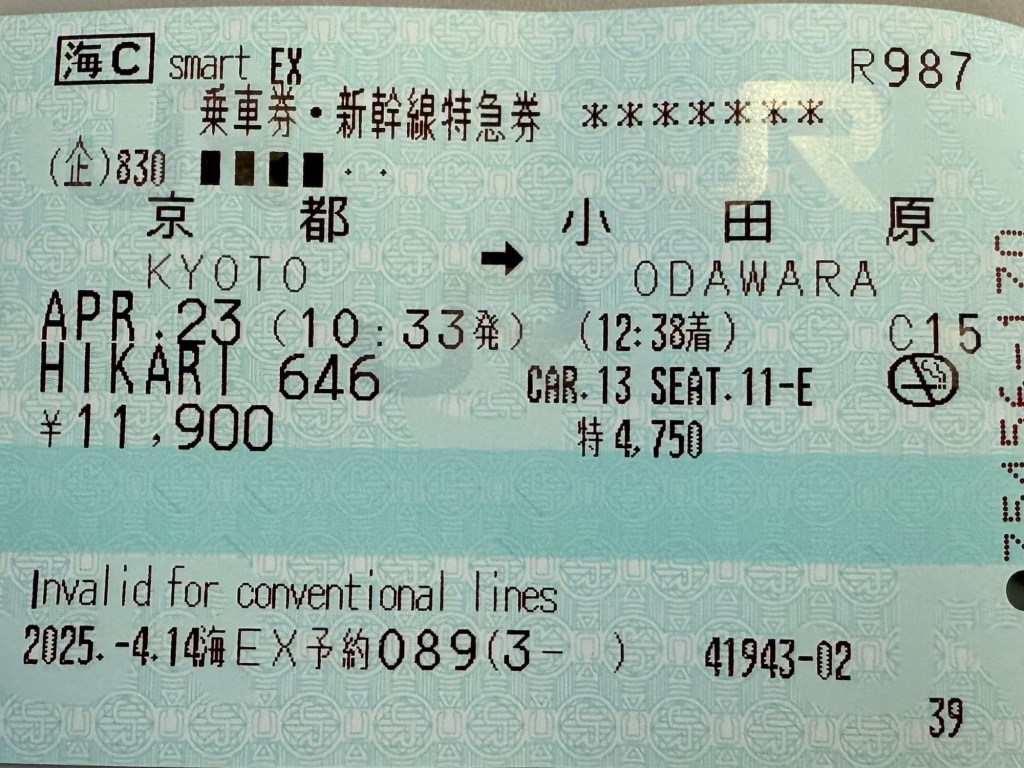 海C smart EX R987
乗車券・新幹線特急券 *******
(企)830 ■■■■・・
京都 → 小田原
KYOTO ODAWARA
APR.23 (10:33発) (12:38着) C15
HIKARI 646 CAR.13 SEAT.11-E
¥11,900 特4,750
Invalid for conventional lines
2025.-4.14海EX予約089(3- ) 41943-02
39